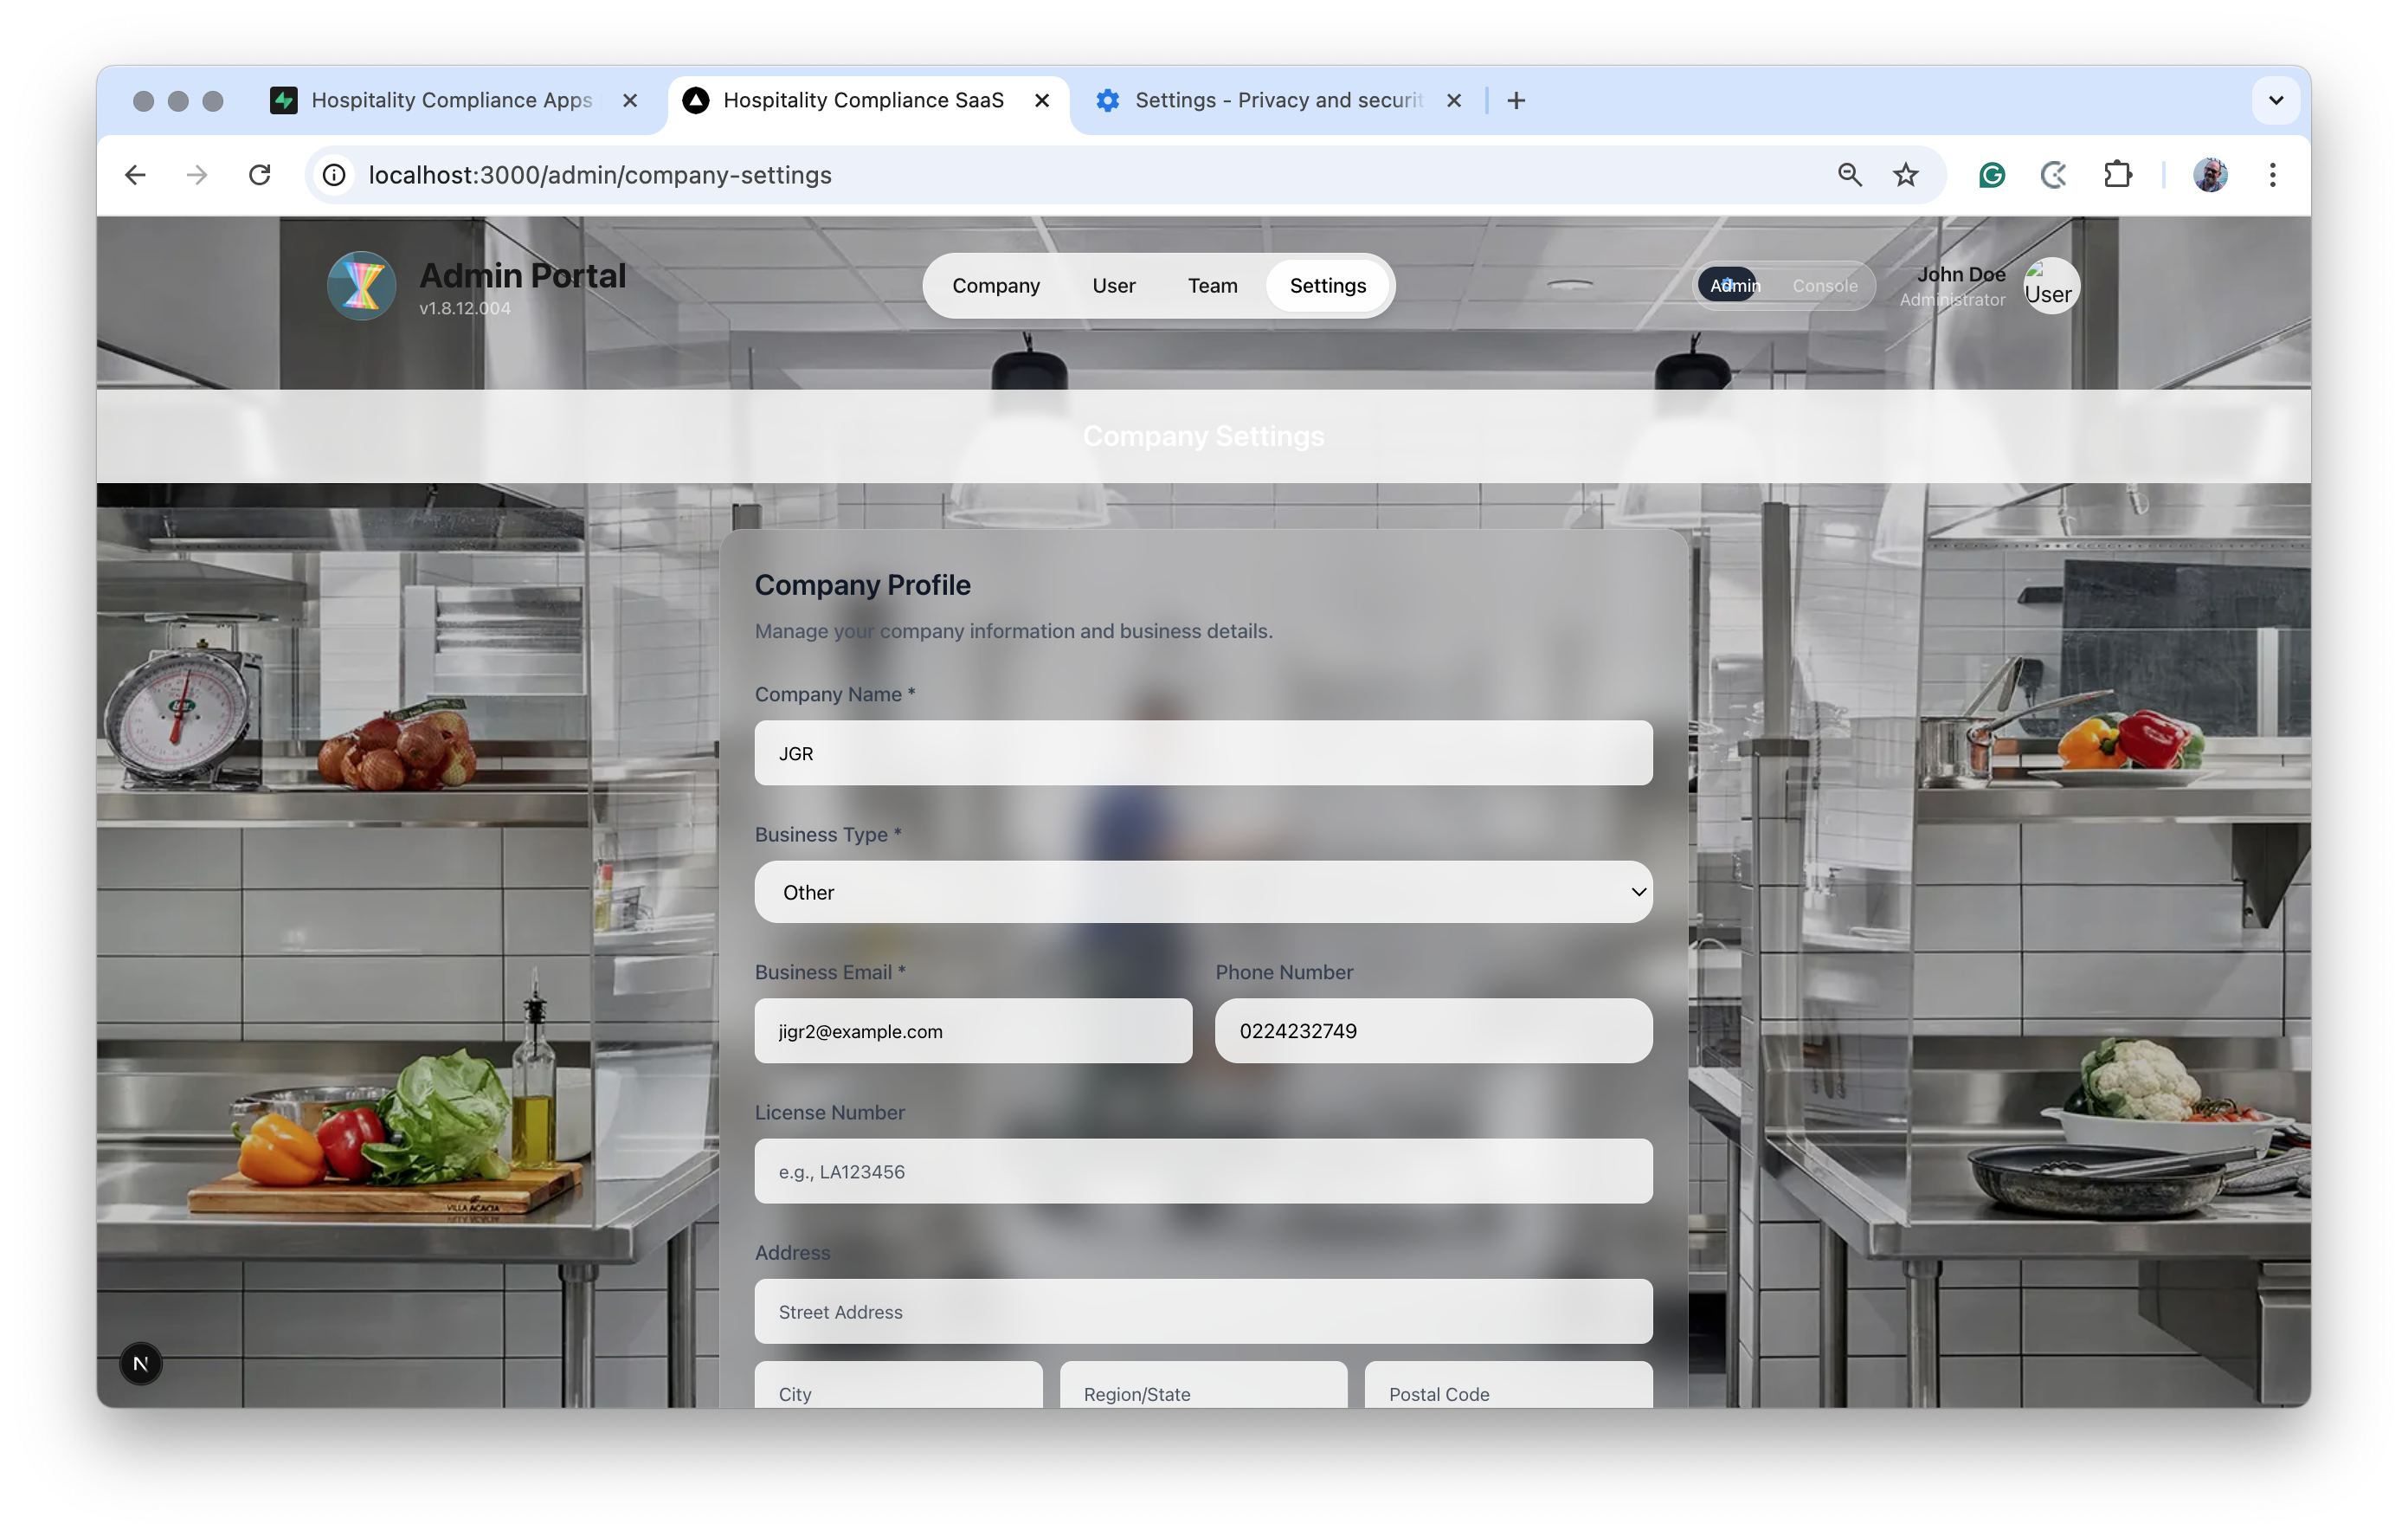 Hospitality Compliance Apps
Hospitality Compliance SaaS
Settings - Privacy and securit
localhost:3000/admin/company-settings
Admin Portal
v1.8.12.004
Company
User
Team
Settings
Admin
Console
John Doe
Administrator
User
Company Settings
Company Profile
Manage your company information and business details.
Company Name *
JGR
Business Type *
Other
Business Email *
Phone Number
jigr2@example.com
0224232749
License Number
e.g., LA123456
Address
Street Address
City
Region/State
Postal Code
VILLA ACACIA
N